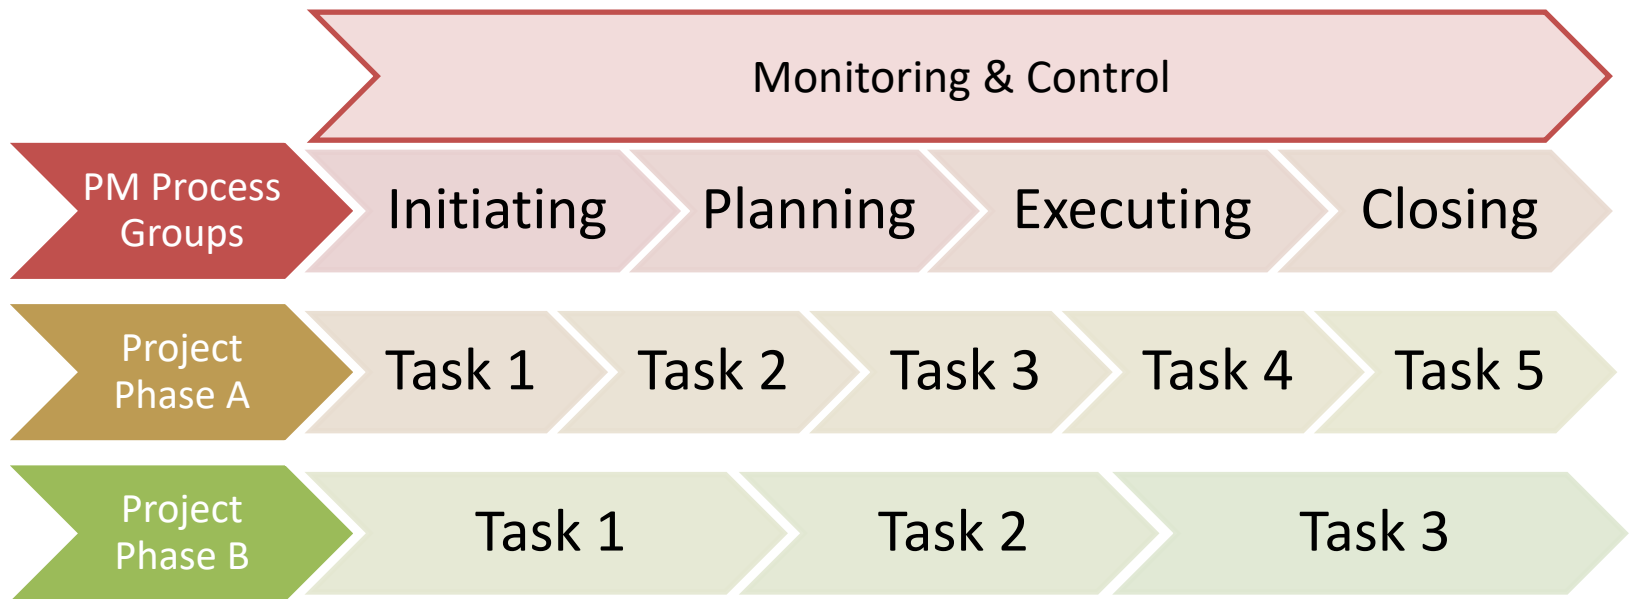 Monitoring & Control
PM Process
Groups
Initiating
Planning
Executing
Closing
Project
Phase A
Task 1
Task 2
Task 3
Task 4
Task 5
Project
Phase B
Task 1
Task 2
Task 3